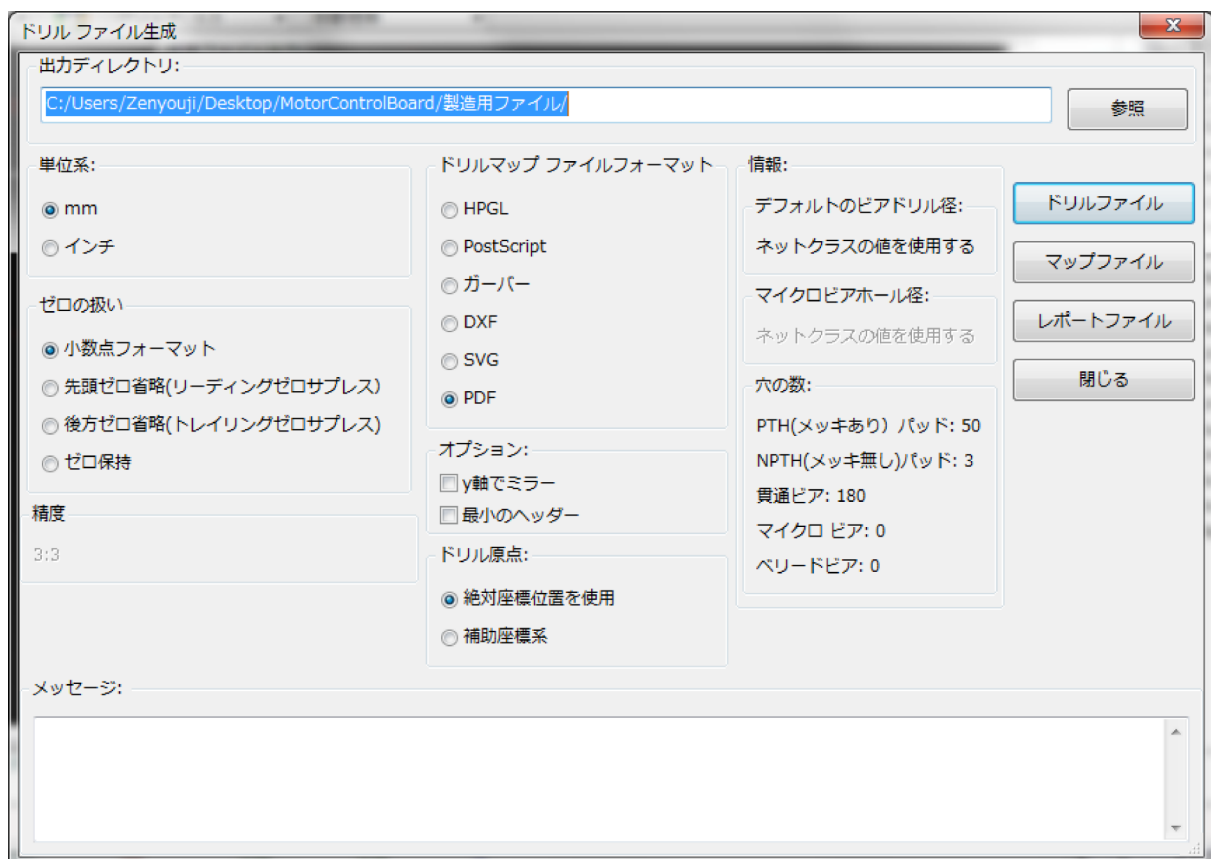 ドリル ファイル生成
出力ディレクトリ:
C:/Users/Zenyouji/Desktop/MotorControlBoard/製造用ファイル/
参照
単位系:
mm
インチ
ゼロの扱い
小数点フォーマット
先頭ゼロ省略(リーディングゼロサプレス)
後方ゼロ省略(トレイリングゼロサプレス)
ゼロ保持
精度
3:3
ドリルマップ ファイルフォーマット
HPGL
PostScript
ガーバー
DXF
SVG
PDF
オプション:
y軸でミラー
最小のヘッダー
ドリル原点:
絶対座標位置を使用
補助座標系
情報:
デフォルトのビアドリル径:
ネットクラスの値を使用する
マイクロビアホール径:
ネットクラスの値を使用する
穴の数:
PTH(メッキあり）パッド: 50
NPTH(メッキ無し)パッド: 3
貫通ビア: 180
マイクロ ビア: 0
ベリードビア: 0
ドリルファイル
マップファイル
レポートファイル
閉じる
メッセージ: